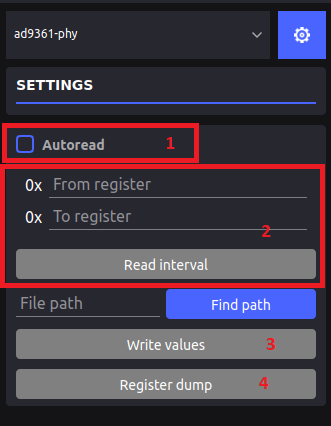 ad9361-phy
SETTINGS
Autoread 1
0x From register
0x To register
2
Read interval
File path Find path
Write values 3
Register dump 4